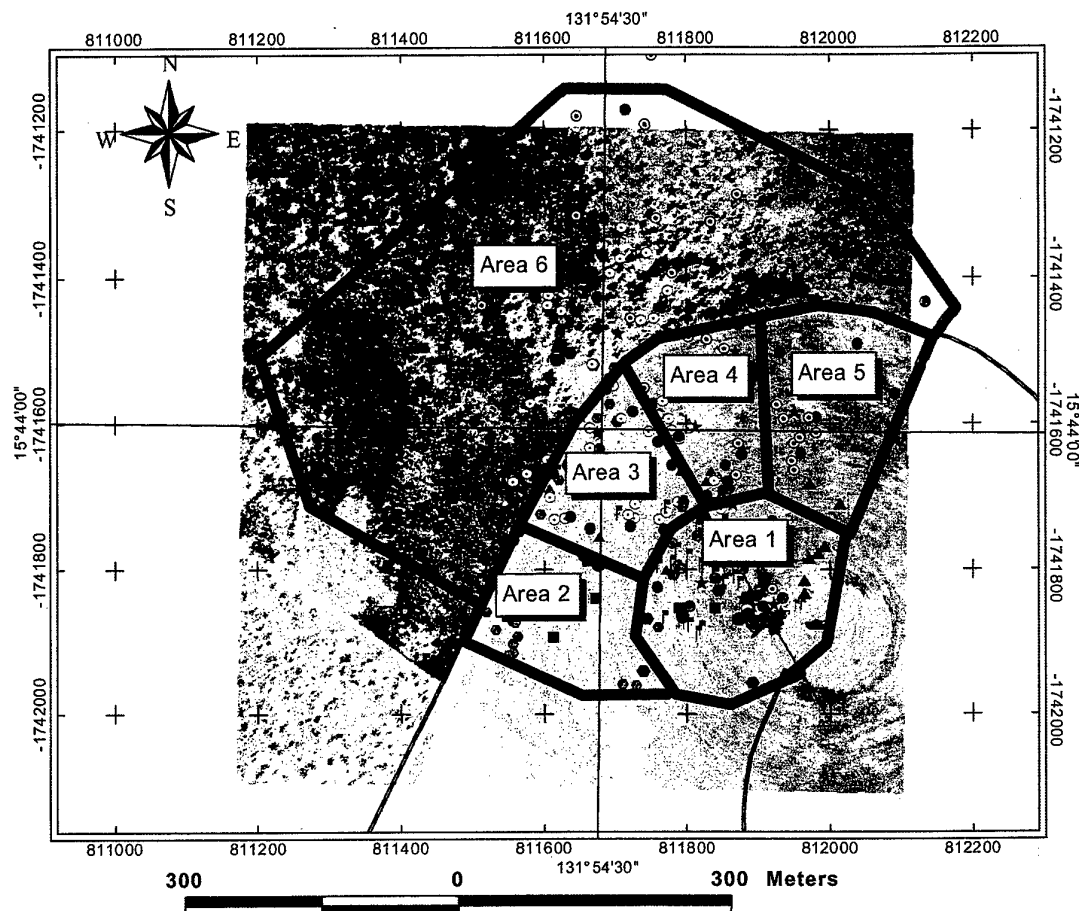 131°54'30"
811000 811200 811400 811600 811800 812000 812200
N
W E
S
-1741200 -1741200
Area 6
-1741400 -1741400
Area 4 Area 5
15°44'00" -1741600 -1741600 15°44'00"
Area 3
Area 1
-1741800 -1741800
Area 2
-1742000 -1742000
811000 811200 811400 811600 811800 812000 812200
131°54'30"
300 0 300 Meters